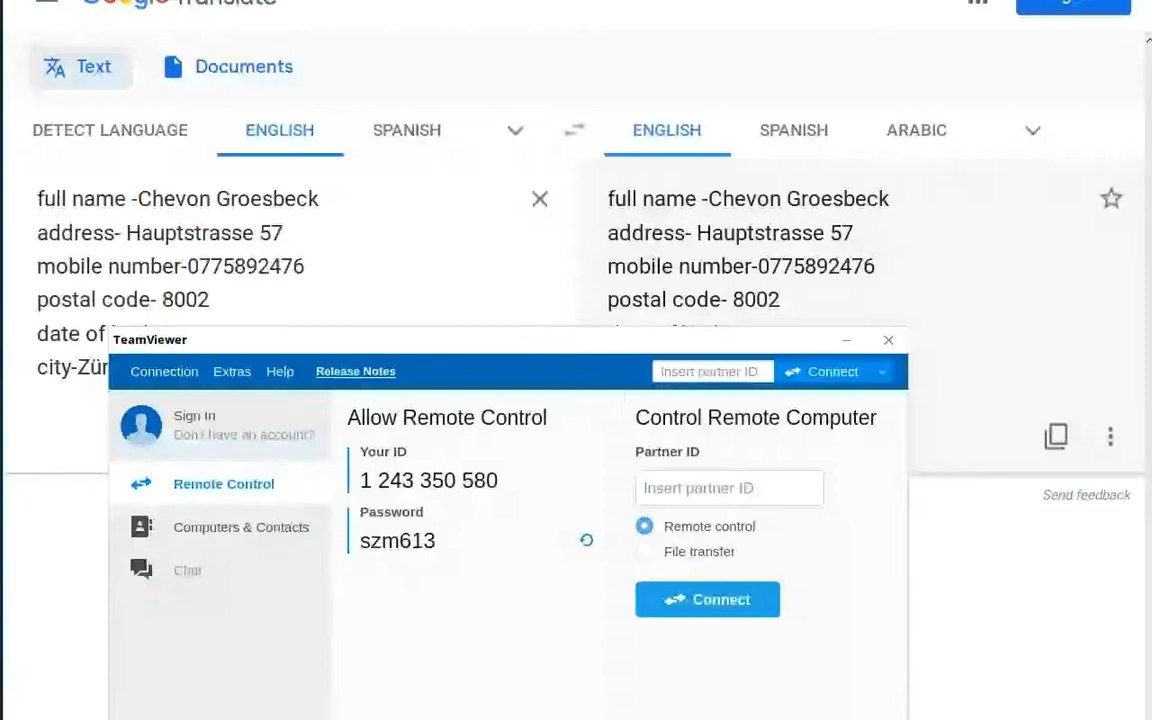 Google Translate
Text
Documents
DETECT LANGUAGE
ENGLISH
SPANISH
ENGLISH
SPANISH
ARABIC
full name -Chevon Groesbeck
address- Hauptstrasse 57
mobile number-0775892476
postal code- 8002
date of
city-Zür
full name -Chevon Groesbeck
address- Hauptstrasse 57
mobile number-0775892476
postal code- 8002
Send feedback
TeamViewer
Connection
Extras
Help
Release Notes
Insert partner ID
Connect
Sign In
Don't have an account?
Remote Control
Computers & Contacts
Chat
Allow Remote Control
Your ID
1 243 350 580
Password
szm613
Control Remote Computer
Partner ID
Insert partner ID
Remote control
File transfer
Connect